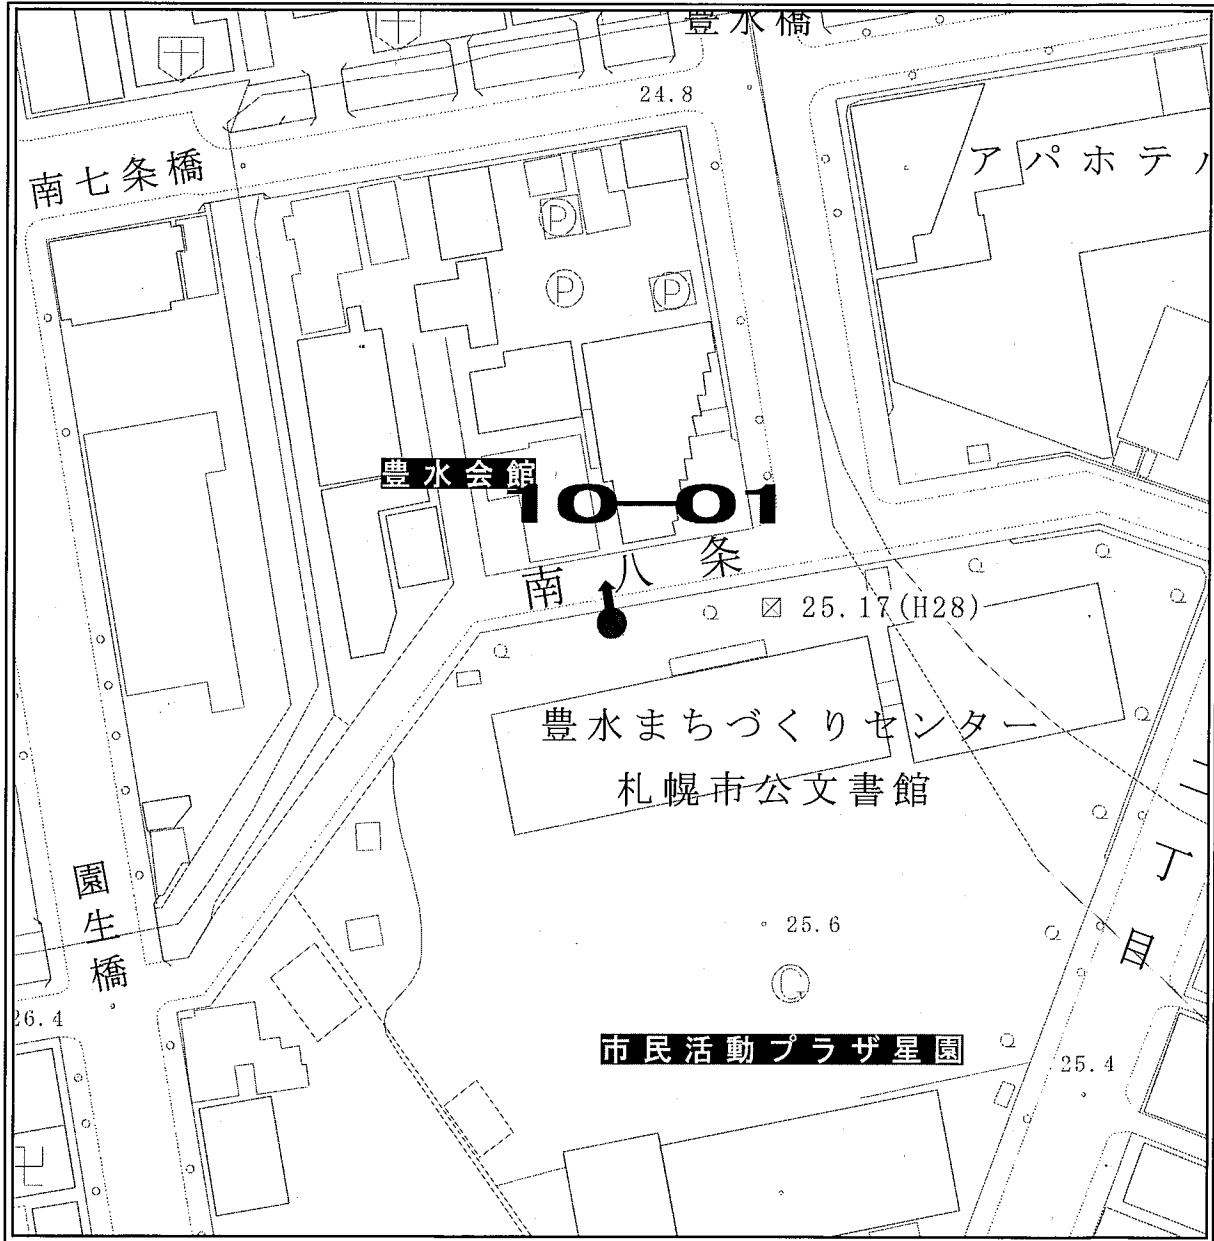 豊水橋
24.8
南七条橋
アパホテル
P
P
P
豊水会館
10-01
南八条
25.17(H28)
豊水まちづくりセンター
札幌市公文書館
二丁目
園生橋
25.6
G
26.4
市民活動プラザ星園
25.4